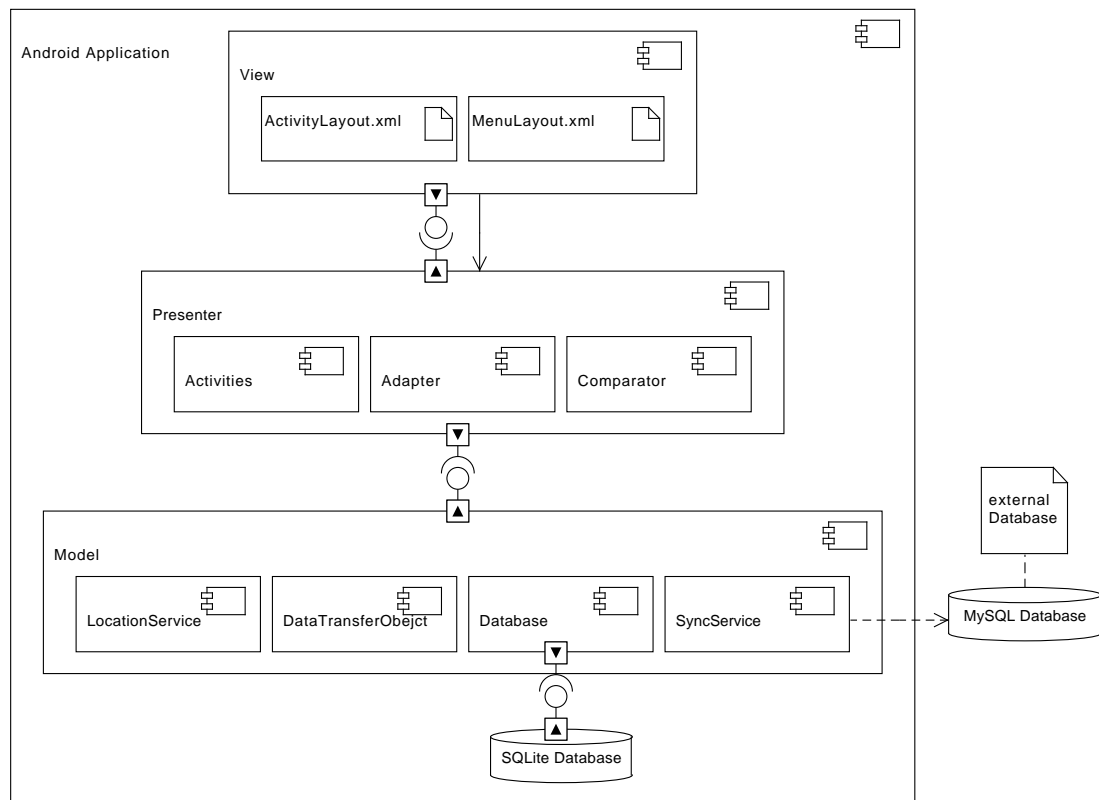 Android Application
View
ActivityLayout.xml
MenuLayout.xml
Presenter
Activities
Adapter
Comparator
external
Database
Model
LocationService
DataTransferObejct
Database
SyncService
MySQL Database
SQLite Database